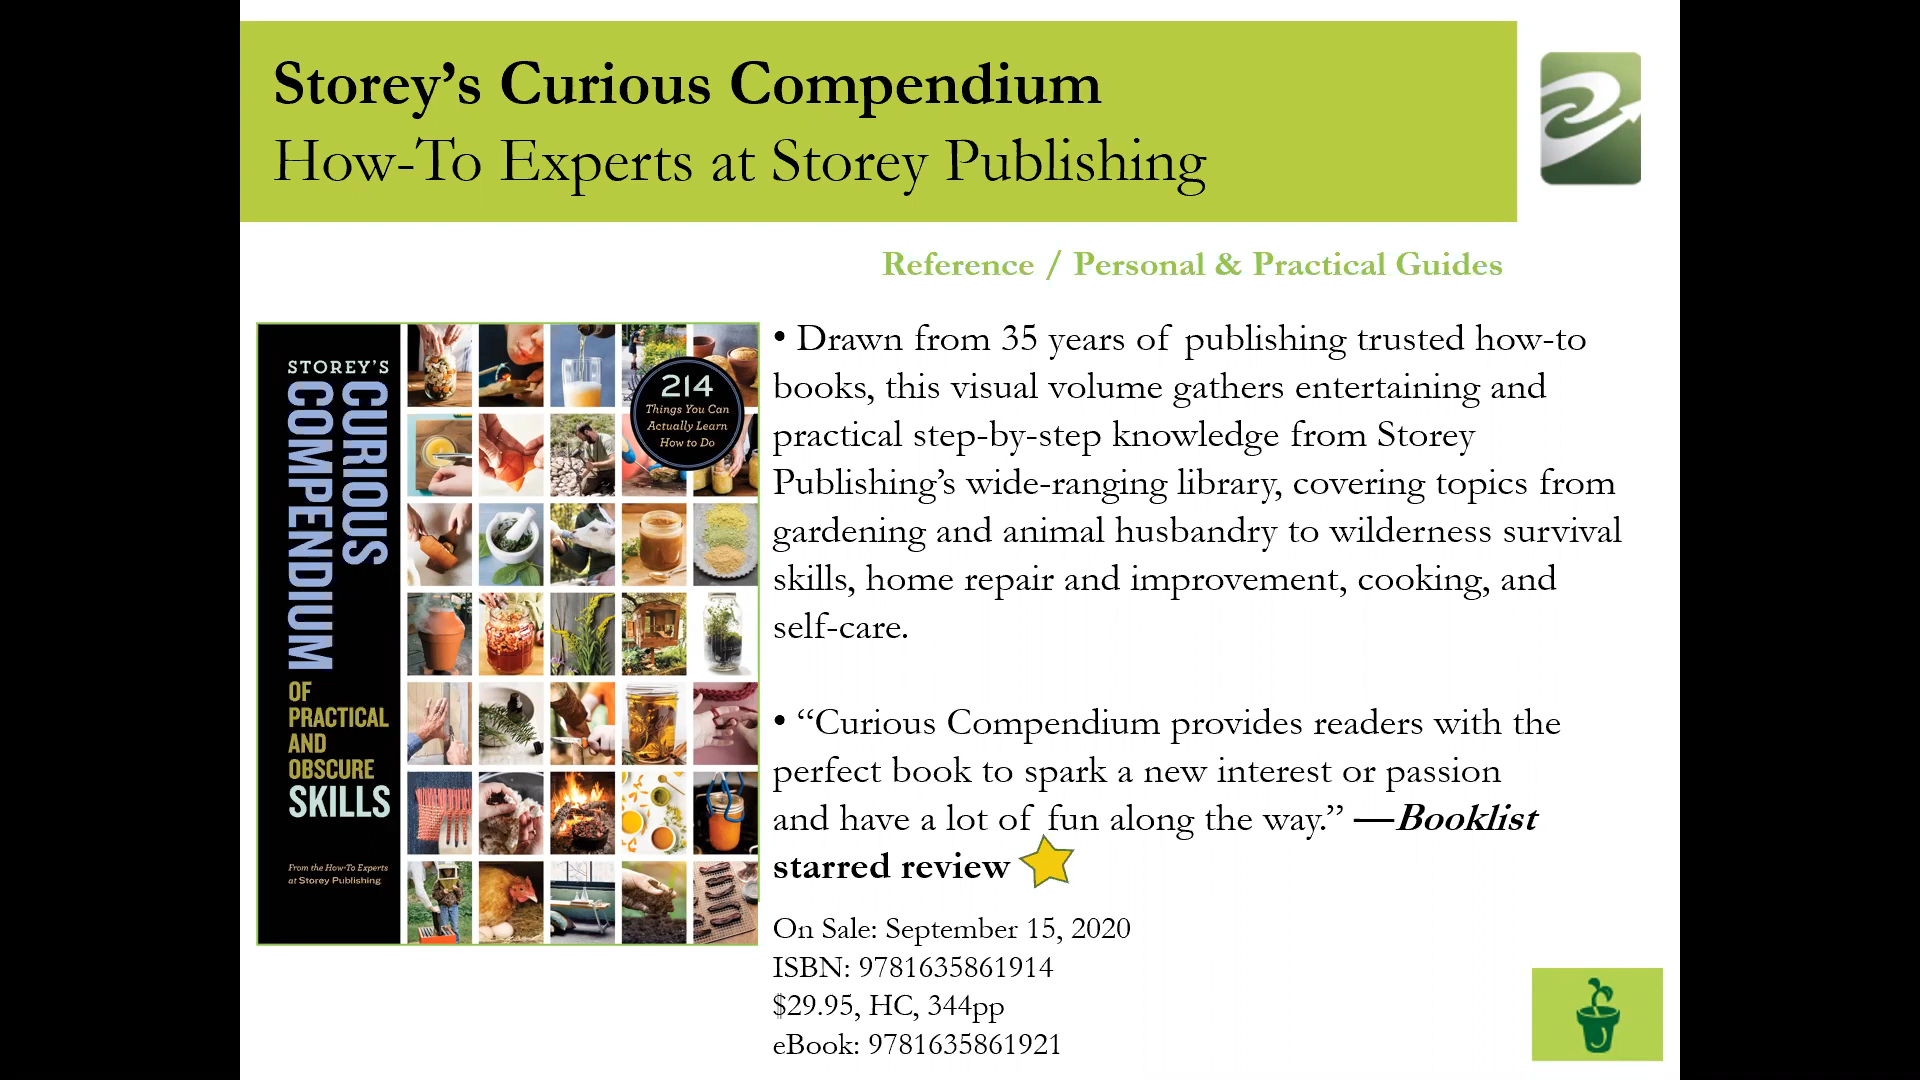 Storey’s Curious Compendium
How-To Experts at Storey Publishing
Reference / Personal & Practical Guides
STOREY'S
CURIOUS
COMPENDIUM
OF
PRACTICAL
AND
OBSCURE
SKILLS
From the How-To Experts
at Storey Publishing
214
Things You Can
Actually Learn
How to Do
• Drawn from 35 years of publishing trusted how-to
books, this visual volume gathers entertaining and
practical step-by-step knowledge from Storey
Publishing’s wide-ranging library, covering topics from
gardening and animal husbandry to wilderness survival
skills, home repair and improvement, cooking, and
self-care.
• “Curious Compendium provides readers with the
perfect book to spark a new interest or passion
and have a lot of fun along the way.” —Booklist
starred review
On Sale: September 15, 2020
ISBN: 9781635861914
$29.95, HC, 344pp
eBook: 9781635861921